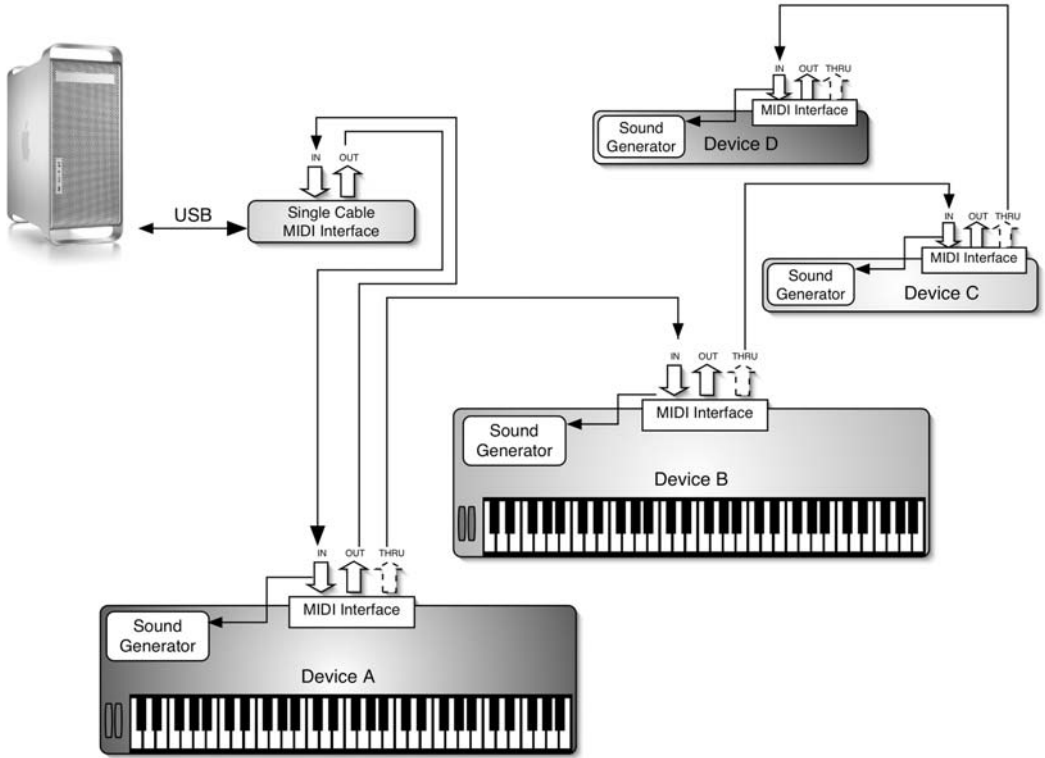 IN OUT THRU
MIDI Interface
Sound
Generator
Device D
IN OUT
Single Cable
MIDI Interface
USB
IN OUT THRU
MIDI Interface
Sound
Generator
Device C
IN OUT THRU
MIDI Interface
Sound
Generator
Device B
IN OUT THRU
MIDI Interface
Sound
Generator
Device A